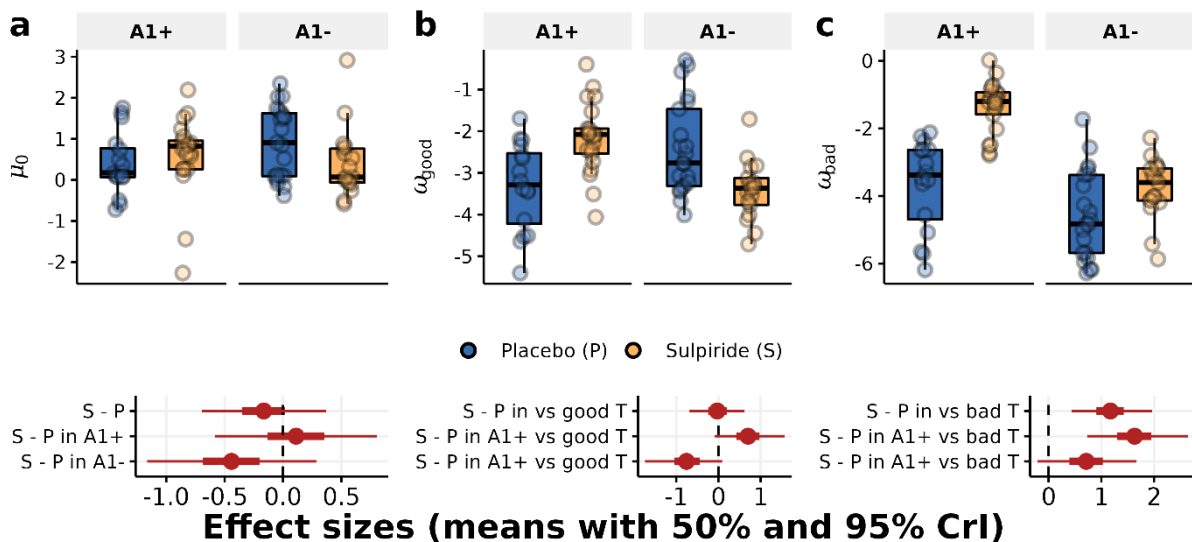 a
A1+
A1-
μ0
3
2
1
0
-1
-2
b
A1+
A1-
ωgood
-1
-2
-3
-4
-5
c
A1+
A1-
ωbad
0
-2
-4
-6
Placebo (P)
Sulpiride (S)
S - P
S - P in A1+
S - P in A1-
-1.0
-0.5
0.0
0.5
S - P in vs good T
S - P in A1+ vs good T
S - P in A1+ vs good T
-1
0
1
S - P in vs bad T
S - P in A1+ vs bad T
S - P in A1+ vs bad T
0
1
2
Effect sizes (means with 50% and 95% CrI)